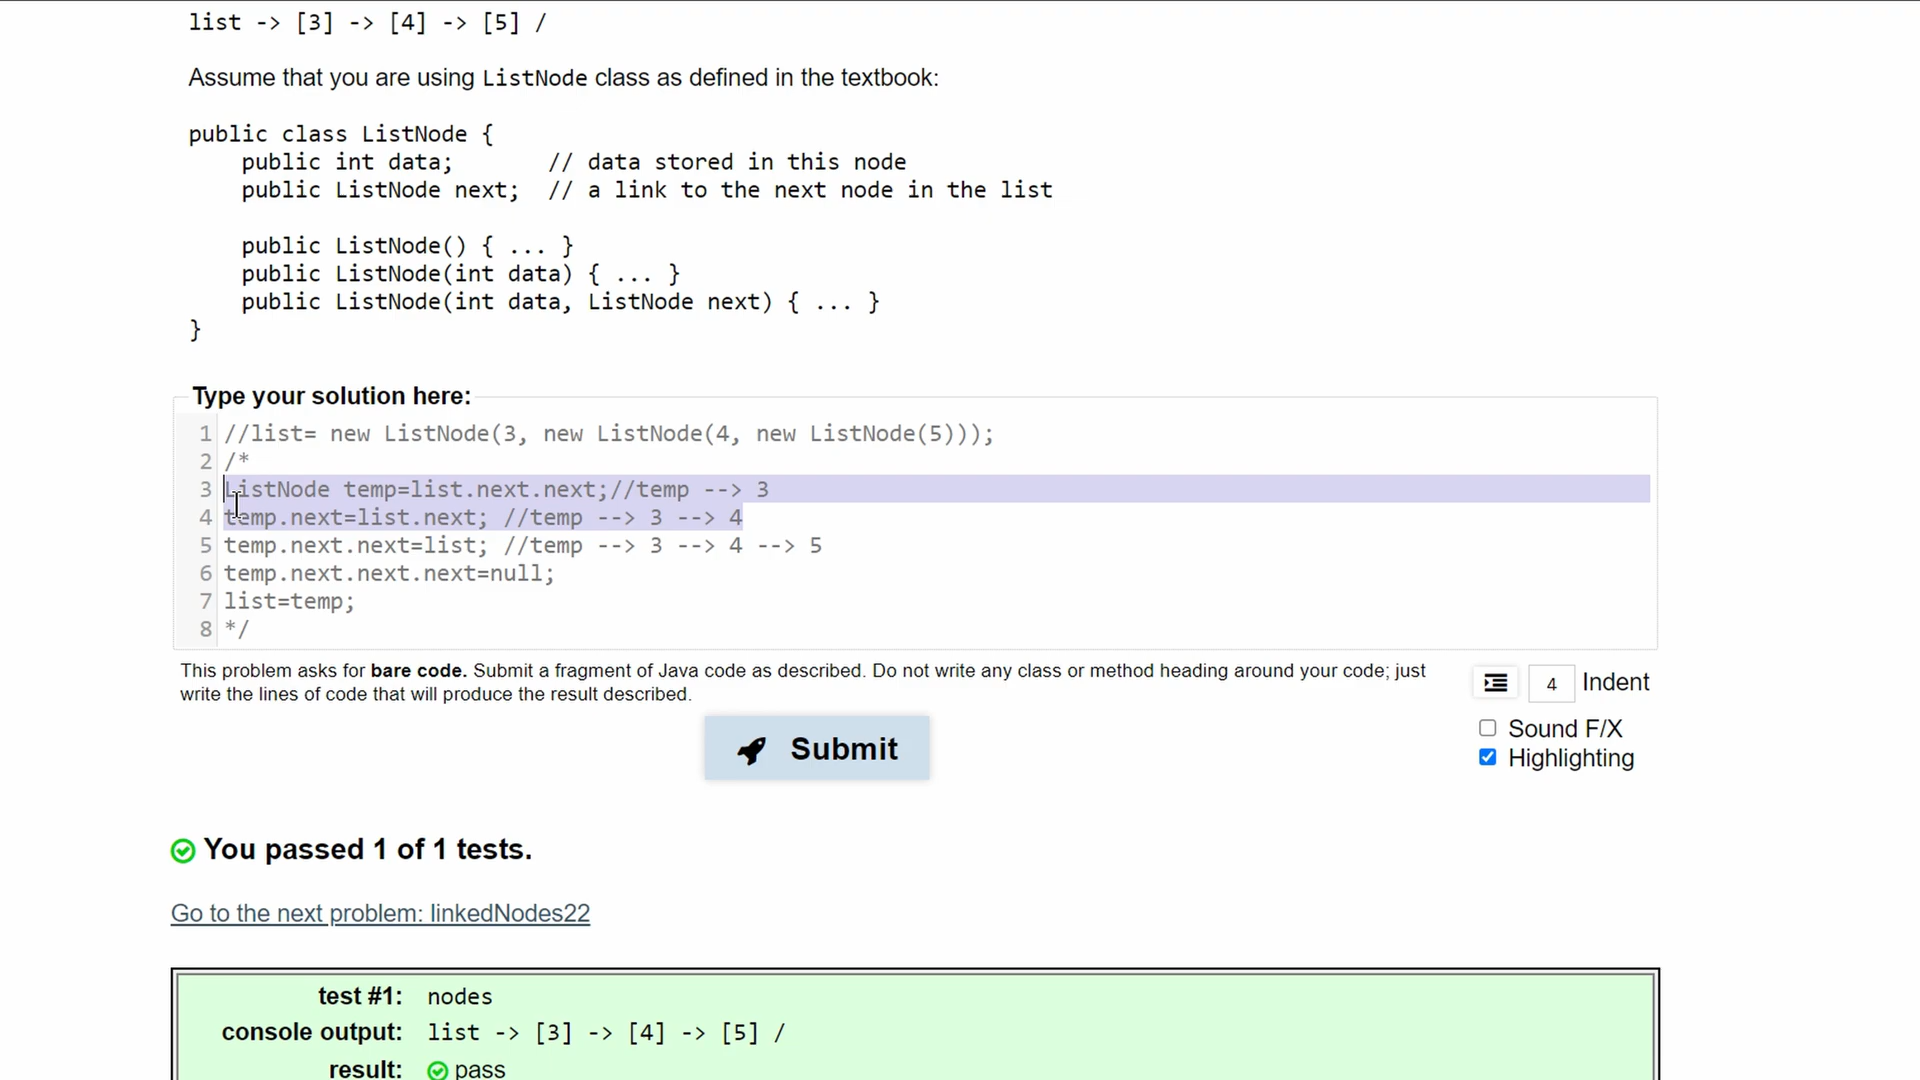 list -> [3] -> [4] -> [5] /
Assume that you are using ListNode class as defined in the textbook:
public class ListNode {
    public int data;       // data stored in this node
    public ListNode next;  // a link to the next node in the list
    public ListNode() { ... }
    public ListNode(int data) { ... }
    public ListNode(int data, ListNode next) { ... }
}
Type your solution here:
1 //list= new ListNode(3, new ListNode(4, new ListNode(5)));
2 /*
3 ListNode temp=list.next.next;//temp --> 3
4 temp.next=list.next; //temp --> 3 --> 4
5 temp.next.next=list; //temp --> 3 --> 4 --> 5
6 temp.next.next.next=null;
7 list=temp;
8 */
This problem asks for bare code. Submit a fragment of Java code as described. Do not write any class or method heading around your code; just
write the lines of code that will produce the result described.
4 Indent
Sound F/X
Highlighting
Submit
You passed 1 of 1 tests.
Go to the next problem: linkedNodes22
test #1: nodes
console output: list -> [3] -> [4] -> [5] /
result: pass